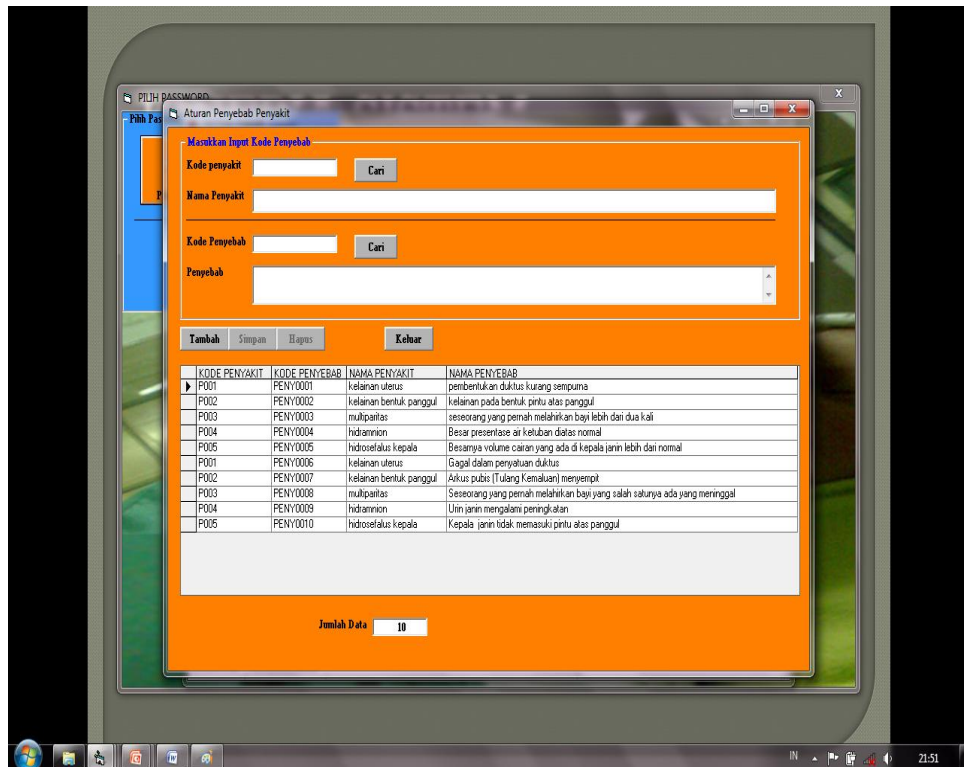 PILIH PASSWORD
X
Pilih Pas
Aturan Penyebab Penyakit
X
Masukkan Input Kode Penyebab
Kode penyakit
Cari
Nama Penyakit
Kode Penyebab
Cari
Penyebab
Tambah Simpan Hapus Keluar
KODE PENYAKIT KODE PENYEBAB NAMA PENYAKIT NAMA PENYEBAB
P001 PENY0001 kelainan uterus pembentukan duktus kurang sempurna
P002 PENY0002 kelainan bentuk panggul kelainan pada bentuk pintu atas panggul
P003 PENY0003 multiparitas seseorang yang pernah melahirkan bayi lebih dari dua kali
P004 PENY0004 hidramnion Besar presentase air ketuban diatas normal
P005 PENY0005 hidrosefalus kepala Besarnya volume cairan yang ada di kepala janin lebih dari normal
P001 PENY0006 kelainan uterus Gagal dalam penyatuan duktus
P002 PENY0007 kelainan bentuk panggul Arkus pubis (Tulang Kemaluan) menyempit
P003 PENY0008 multiparitas Seseorang yang pernah melahirkan bayi yang salah satunya ada yang meninggal
P004 PENY0009 hidramnion Urin janin mengalami peningkatan
P005 PENY0010 hidrosefalus kepala Kepala janin tidak memasuki pintu atas panggul
Jumlah Data 10
IN 21:51